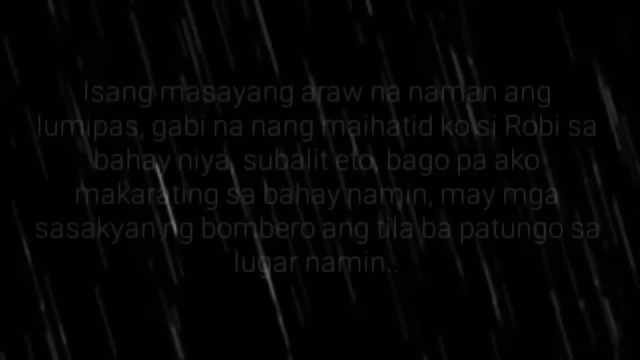 Isang masayang araw na naman ang
lumipas, gabi na nang maihatid ko si Robi sa
bahay niya, subalit eto, bago pa ako
makarating sa bahay namin, may mga
sasakyan ng bombero ang tila ba patungo sa
lugar namin..